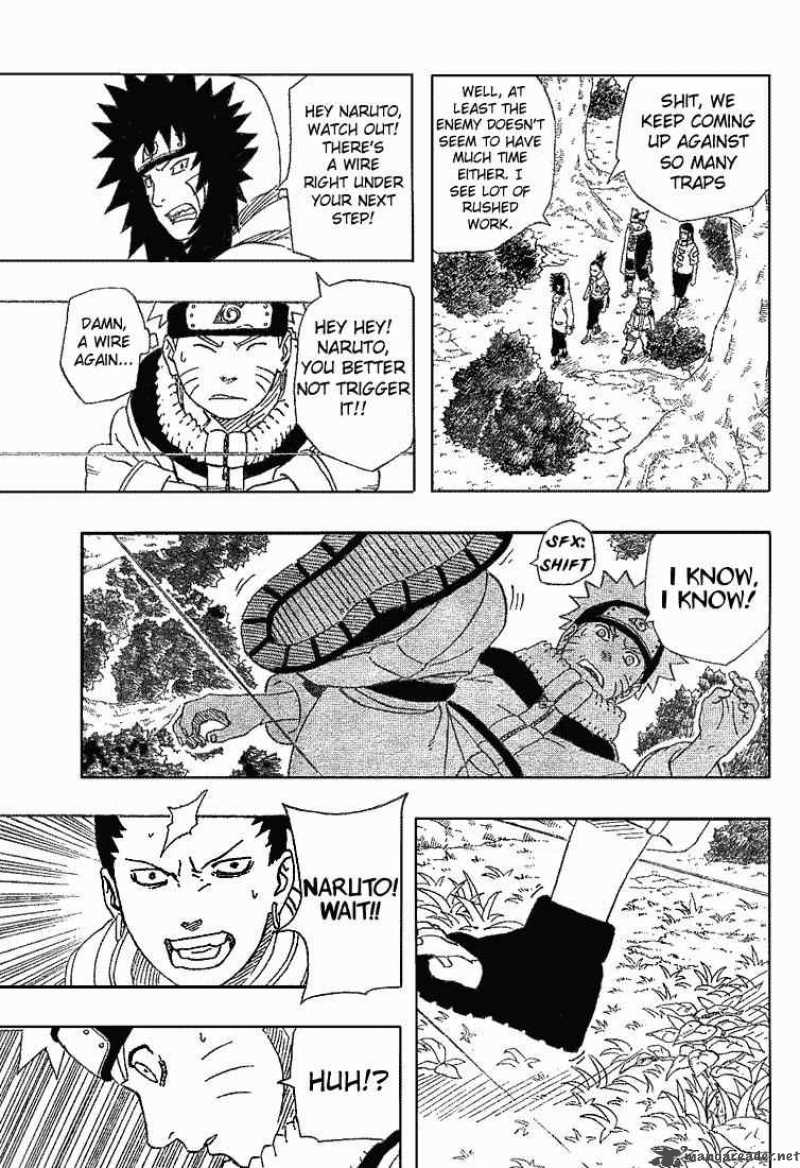 SHIT, WE
KEEP COMING
UP AGAINST
SO MANY
TRAPS
WELL, AT
LEAST THE
ENEMY DOESN'T
SEEM TO HAVE
MUCH TIME
EITHER. I
SEE LOT OF
RUSHED
WORK.
HEY NARUTO,
WATCH OUT!
THERE'S
A WIRE
RIGHT UNDER
YOUR NEXT
STEP!
HEY HEY!
NARUTO,
YOU BETTER
NOT TRIGGER
IT!!
DAMN,
A WIRE
AGAIN...
I KNOW,
I KNOW!
SFX:
SHIFT
NARUTO!
WAIT!!
HUH!?
mangareader.net